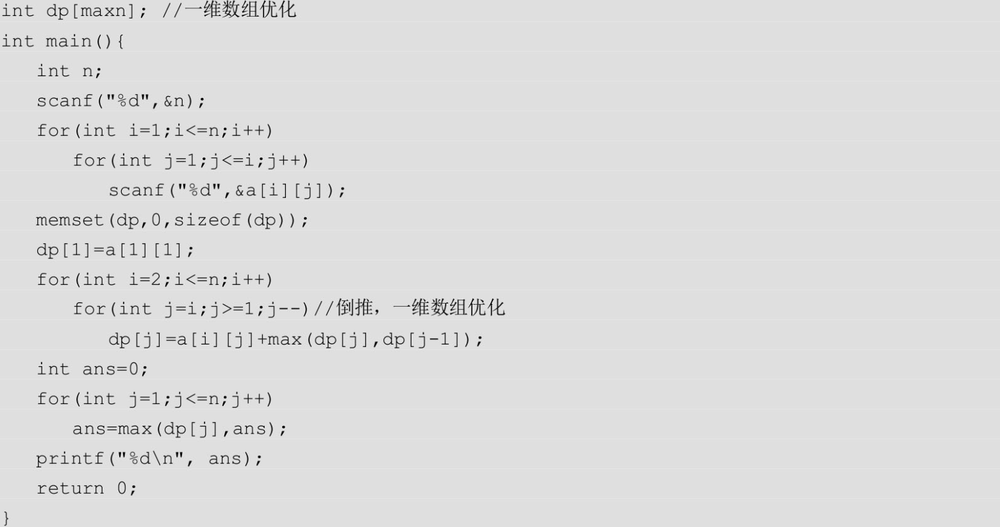 int dp[maxn]; //一维数组优化
int main(){
int n;
scanf("%d",&n);
for(int i=1;i<=n;i++)
for(int j=1;j<=i;j++)
scanf("%d",&a[i][j]);
memset(dp,0,sizeof(dp));
dp[1]=a[1][1];
for(int i=2;i<=n;i++)
for(int j=i;j>=1;j--)//倒推，一维数组优化
dp[j]=a[i][j]+max(dp[j],dp[j-1]);
int ans=0;
for(int j=1;j<=n;j++)
ans=max(dp[j],ans);
printf("%d\n", ans);
return 0;
}